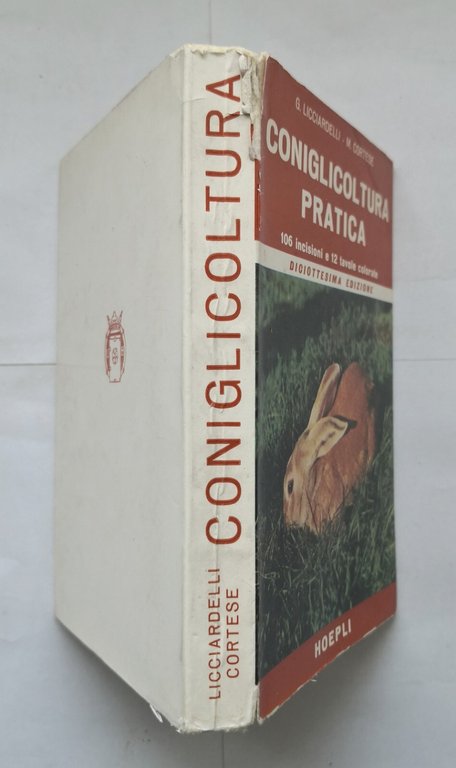 G. LICCIARDELLI - M. CORTESE
CONIGLICOLTURA
PRATICA
106 incisioni e 12 tavole colorate
DICIOTTESIMA EDIZIONE
HOEPLI
CONIGLICOLTURA
LICCIARDELLI
CORTESE